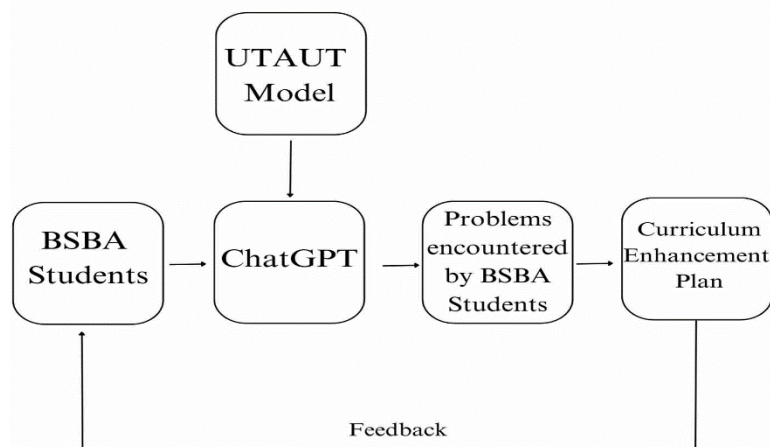 UTAUT
Model
BSBA
Students
ChatGPT
Problems
encountered
by BSBA
Students
Curriculum
Enhancement
Plan
Feedback